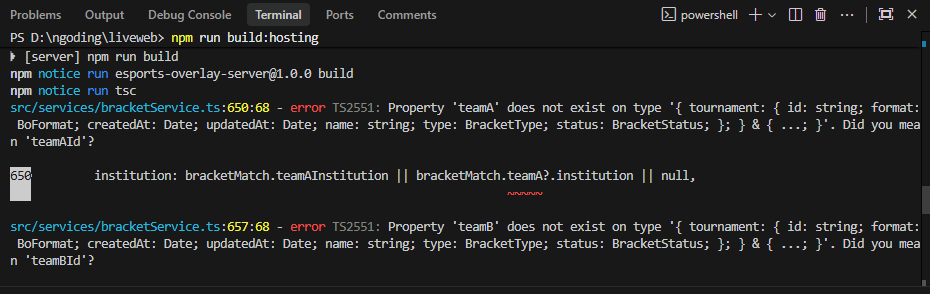 Problems Output Debug Console Terminal Ports Comments powershell
PS D:\ngoding\liveweb> npm run build:hosting
[server] npm run build
npm notice run esports-overlay-server@1.0.0 build
npm notice run tsc
src/services/bracketService.ts:650:68 - error TS2551: Property 'teamA' does not exist on type '{ tournament: { id: string; format:
BoFormat; createdAt: Date; updatedAt: Date; name: string; type: BracketType; status: BracketStatus; }; } & { ...; }'. Did you mea
n 'teamAId'?
650 institution: bracketMatch.teamAInstitution || bracketMatch.teamA?.institution || null,
~~~~~
src/services/bracketService.ts:657:68 - error TS2551: Property 'teamB' does not exist on type '{ tournament: { id: string; format:
BoFormat; createdAt: Date; updatedAt: Date; name: string; type: BracketType; status: BracketStatus; }; } & { ...; }'. Did you mea
n 'teamBId'?